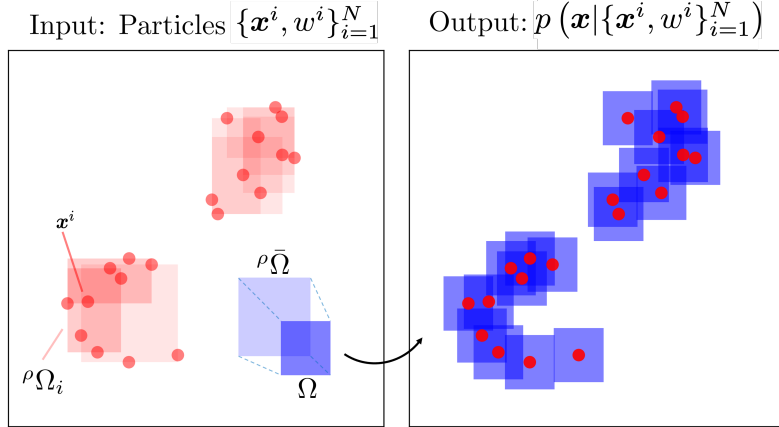 Input: Particles {𝒙^i, w^i}_{i=1}^N
Output: p (𝒙|{𝒙^i, w^i}_{i=1}^N)
𝒙^i
^ρΩ̄
^ρΩ_i
Ω